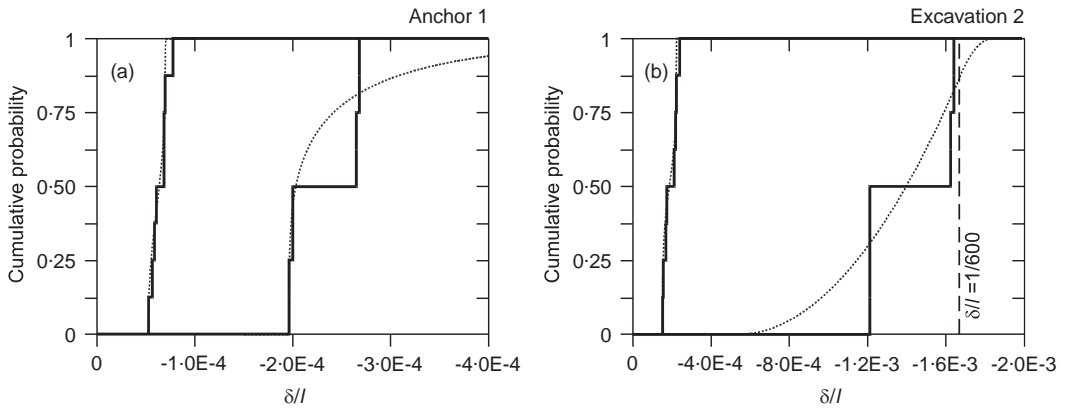 Anchor 1
Excavation 2
(a)
(b)
Cumulative probability
1
0·75
0·50
0·25
0
0
-1·0E-4
-2·0E-4
-3·0E-4
-4·0E-4
δ/l
Cumulative probability
1
0·75
0·50
0·25
0
0
-4·0E-4
-8·0E-4
-1·2E-3
-1·6E-3
-2·0E-3
δ/l
δ/l =1/600